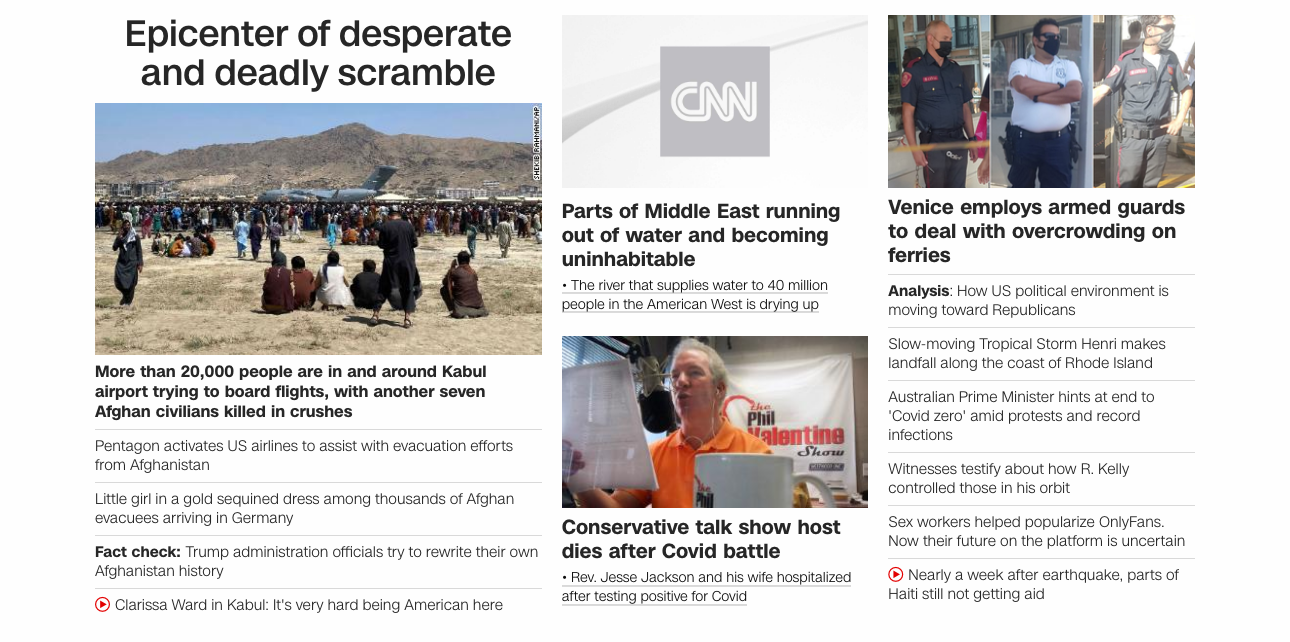 Epicenter of desperate
and deadly scramble
SHEKIB RAHMANI/AP
More than 20,000 people are in and around Kabul
airport trying to board flights, with another seven
Afghan civilians killed in crushes
Pentagon activates US airlines to assist with evacuation efforts
from Afghanistan
Little girl in a gold sequined dress among thousands of Afghan
evacuees arriving in Germany
Fact check: Trump administration officials try to rewrite their own
Afghanistan history
Clarissa Ward in Kabul: It's very hard being American here
CNN
Parts of Middle East running
out of water and becoming
uninhabitable
• The river that supplies water to 40 million
people in the American West is drying up
the
Phil
Valentine
Show
WESTWOOD ONE
the
Phil
Conservative talk show host
dies after Covid battle
• Rev. Jesse Jackson and his wife hospitalized
after testing positive for Covid
Venice employs armed guards
to deal with overcrowding on
ferries
Analysis: How US political environment is
moving toward Republicans
Slow-moving Tropical Storm Henri makes
landfall along the coast of Rhode Island
Australian Prime Minister hints at end to
'Covid zero' amid protests and record
infections
Witnesses testify about how R. Kelly
controlled those in his orbit
Sex workers helped popularize OnlyFans.
Now their future on the platform is uncertain
Nearly a week after earthquake, parts of
Haiti still not getting aid